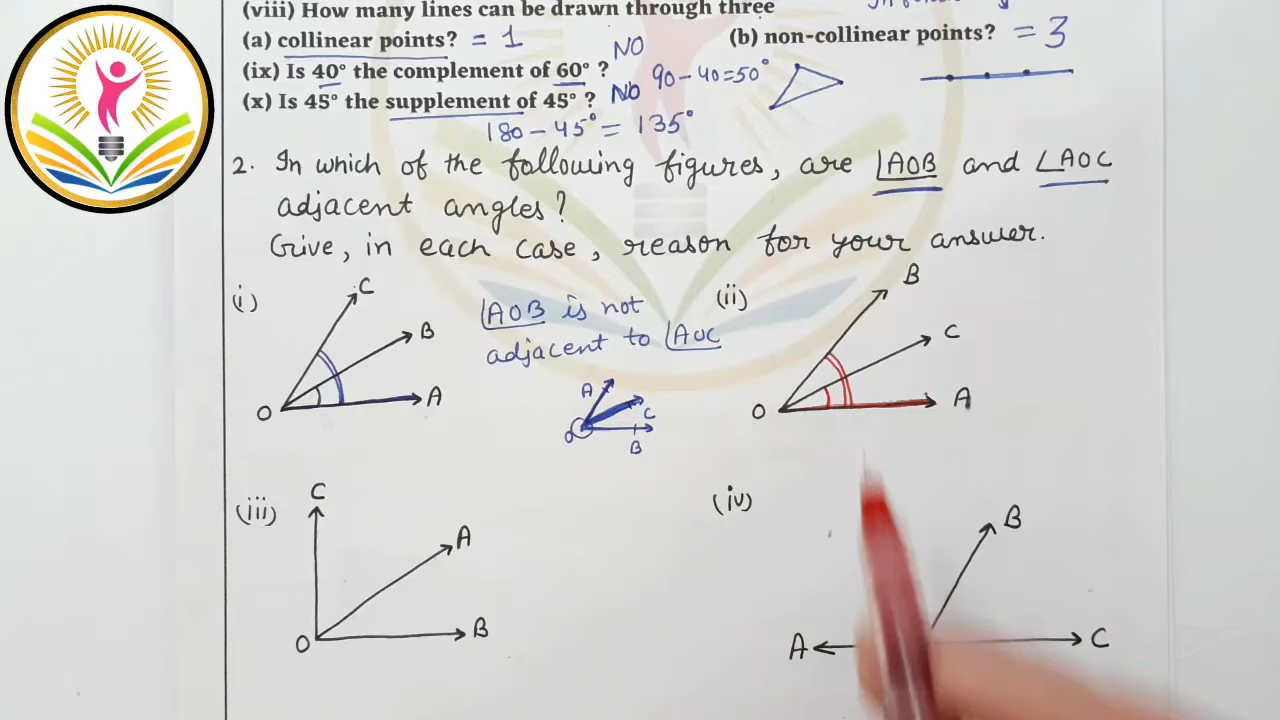 (viii) How many lines can be drawn through three
(a) collinear points? = 1
(b) non-collinear points? = 3
(ix) Is 40° the complement of 60° ? NO 90 - 40 = 50°
(x) Is 45° the supplement of 45° ? NO
180 - 45° = 135°
2. In which of the following figures, are ∠AOB and ∠AOC
adjacent angles?
Give, in each case, reason for your answer.
(i) C B A O
∠AOB is not
adjacent to ∠AOC
A C B O
(ii) B C A O
(iii) C A B O
(iv) B A C